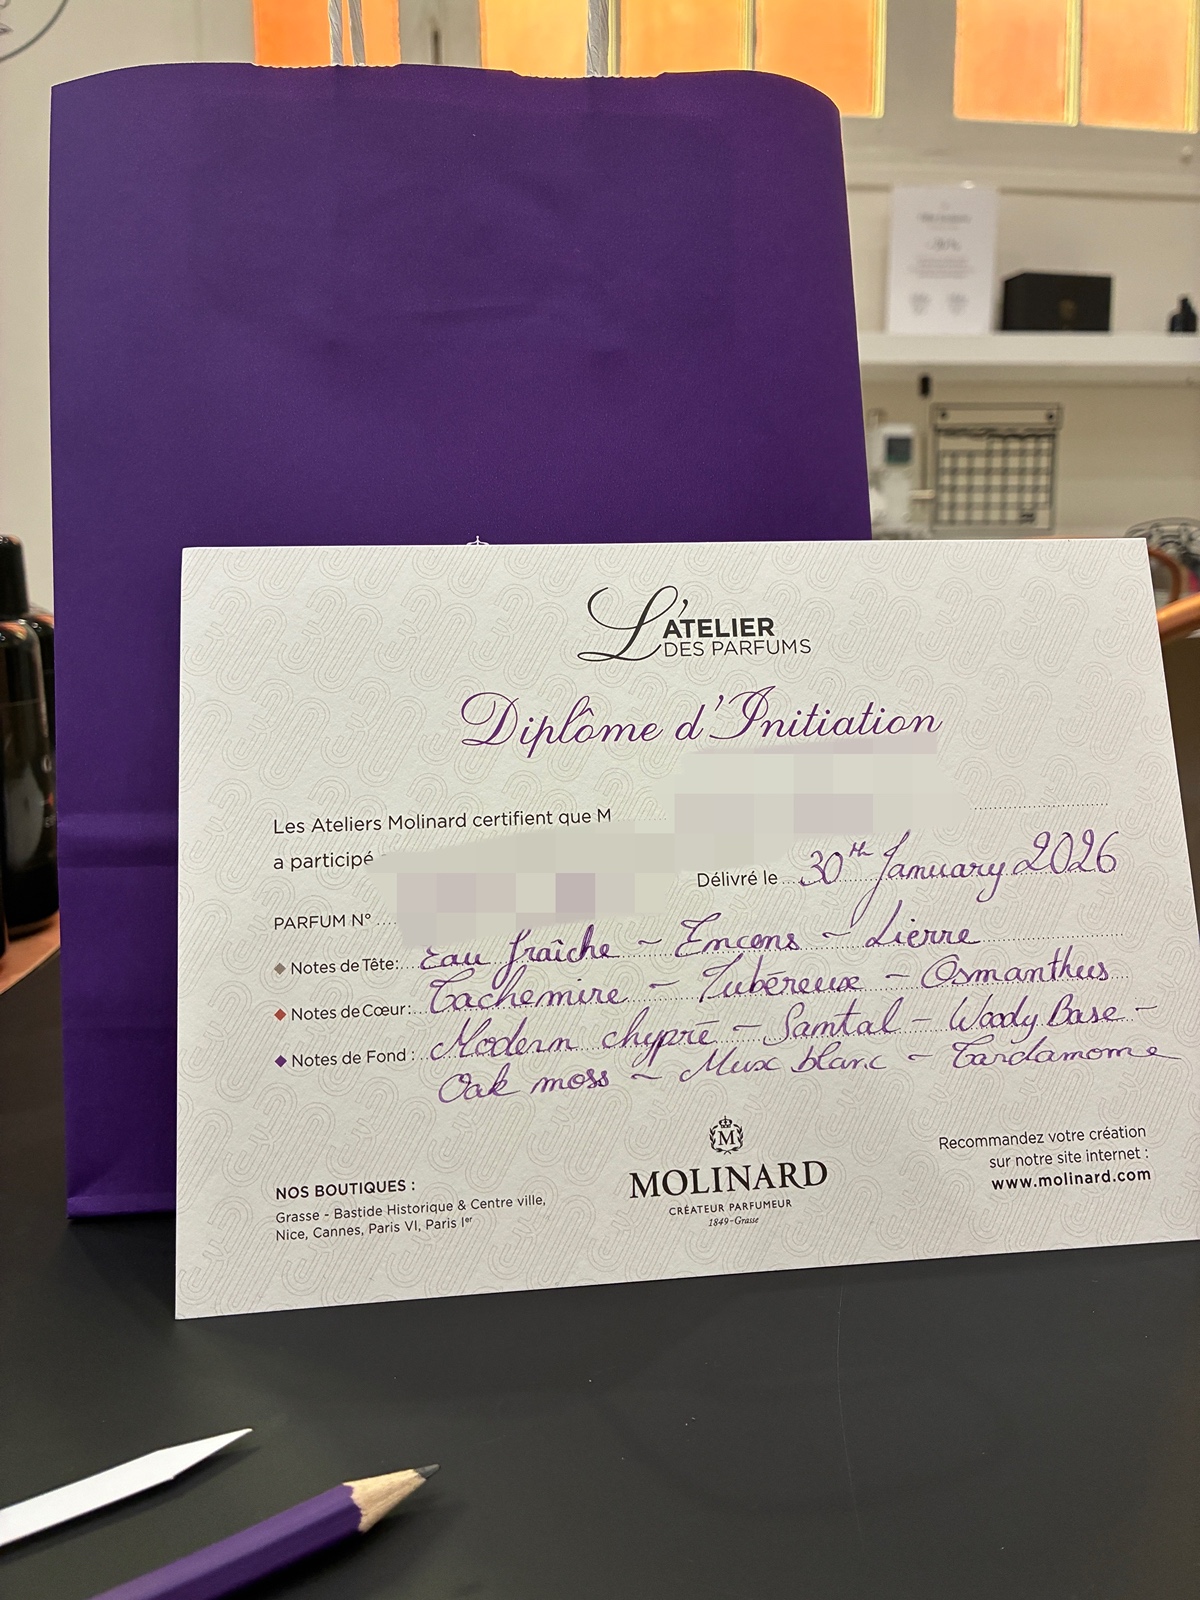 L'ATELIER
DES PARFUMS
Diplôme d'Initiation
Les Ateliers Molinard certifient que M
a participé
Délivré le 30th January 2026
PARFUM N°
Notes de Tête: Eau fraîche - Encens - Lierre
Notes de Cœur: Cachemire - Tubéreuse - Osmanthus
Notes de Fond : Modern chypré - Santal - Woody Base -
Oak moss - Musc blanc - Cardamome
NOS BOUTIQUES :
Grasse - Bastide Historique & Centre ville,
Nice, Cannes, Paris VI, Paris Ier
M
MOLINARD
CRÉATEUR PARFUMEUR
1849-Grasse
Recommandez votre création
sur notre site internet :
www.molinard.com